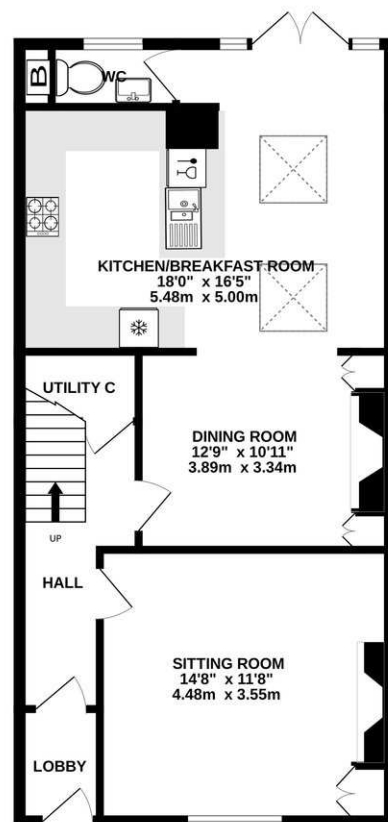 B
WC
KITCHEN/BREAKFAST ROOM
18'0" x 16'5"
5.48m x 5.00m
UTILITY C
DINING ROOM
12'9" x 10'11"
3.89m x 3.34m
UP
HALL
SITTING ROOM
14'8" x 11'8"
4.48m x 3.55m
LOBBY